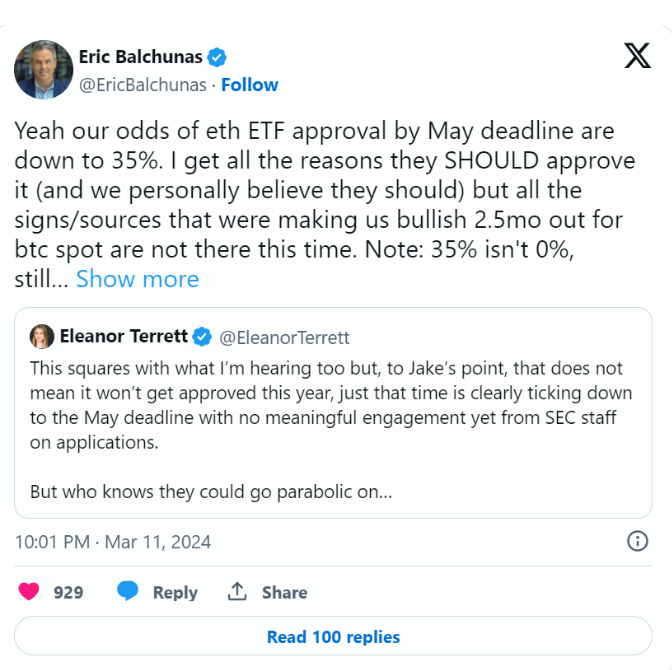 Eric Balchunas
@EricBalchunas · Follow
Yeah our odds of eth ETF approval by May deadline are
down to 35%. I get all the reasons they SHOULD approve
it (and we personally believe they should) but all the
signs/sources that were making us bullish 2.5mo out for
btc spot are not there this time. Note: 35% isn't 0%,
still... Show more
Eleanor Terrett @EleanorTerrett
This squares with what I’m hearing too but, to Jake’s point, that does not
mean it won’t get approved this year, just that time is clearly ticking down
to the May deadline with no meaningful engagement yet from SEC staff
on applications.
But who knows they could go parabolic on...
10:01 PM · Mar 11, 2024
929 Reply Share
Read 100 replies